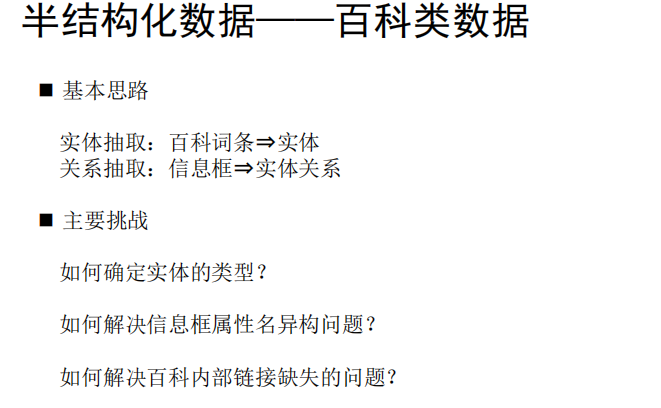 半结构化数据——百科类数据
■ 基本思路
实体抽取：百科词条⇒实体
关系抽取：信息框⇒实体关系
■ 主要挑战
如何确定实体的类型？
如何解决信息框属性名异构问题？
如何解决百科内部链接缺失的问题？